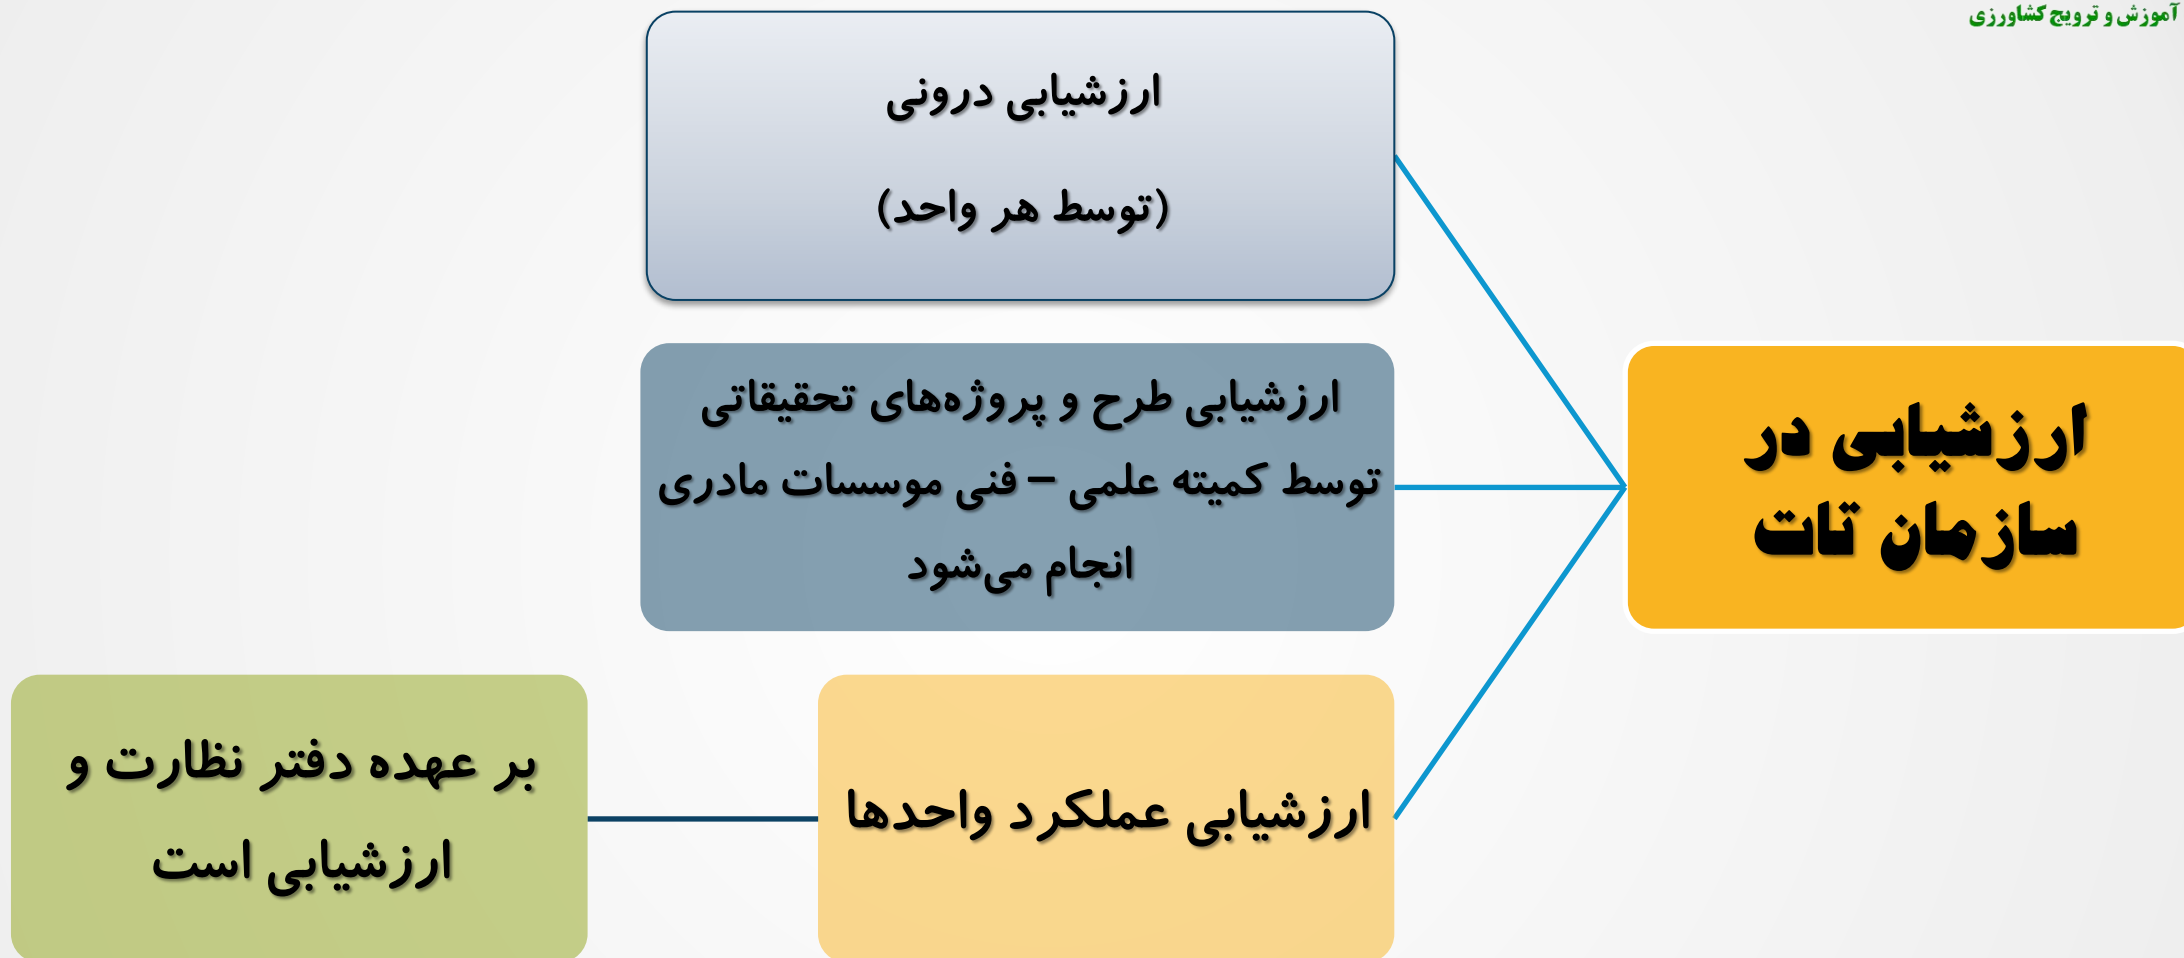 آموزش و ترویج کشاورزی
ارزشیابی در
سازمان تات
ارزشیابی درونی
(توسط هر واحد)
ارزشیابی طرح و پروژه‌های تحقیقاتی
توسط کمیته علمی – فنی موسسات مادری
انجام می‌شود
ارزشیابی عملکرد واحدها
بر عهده دفتر نظارت و
ارزشیابی است